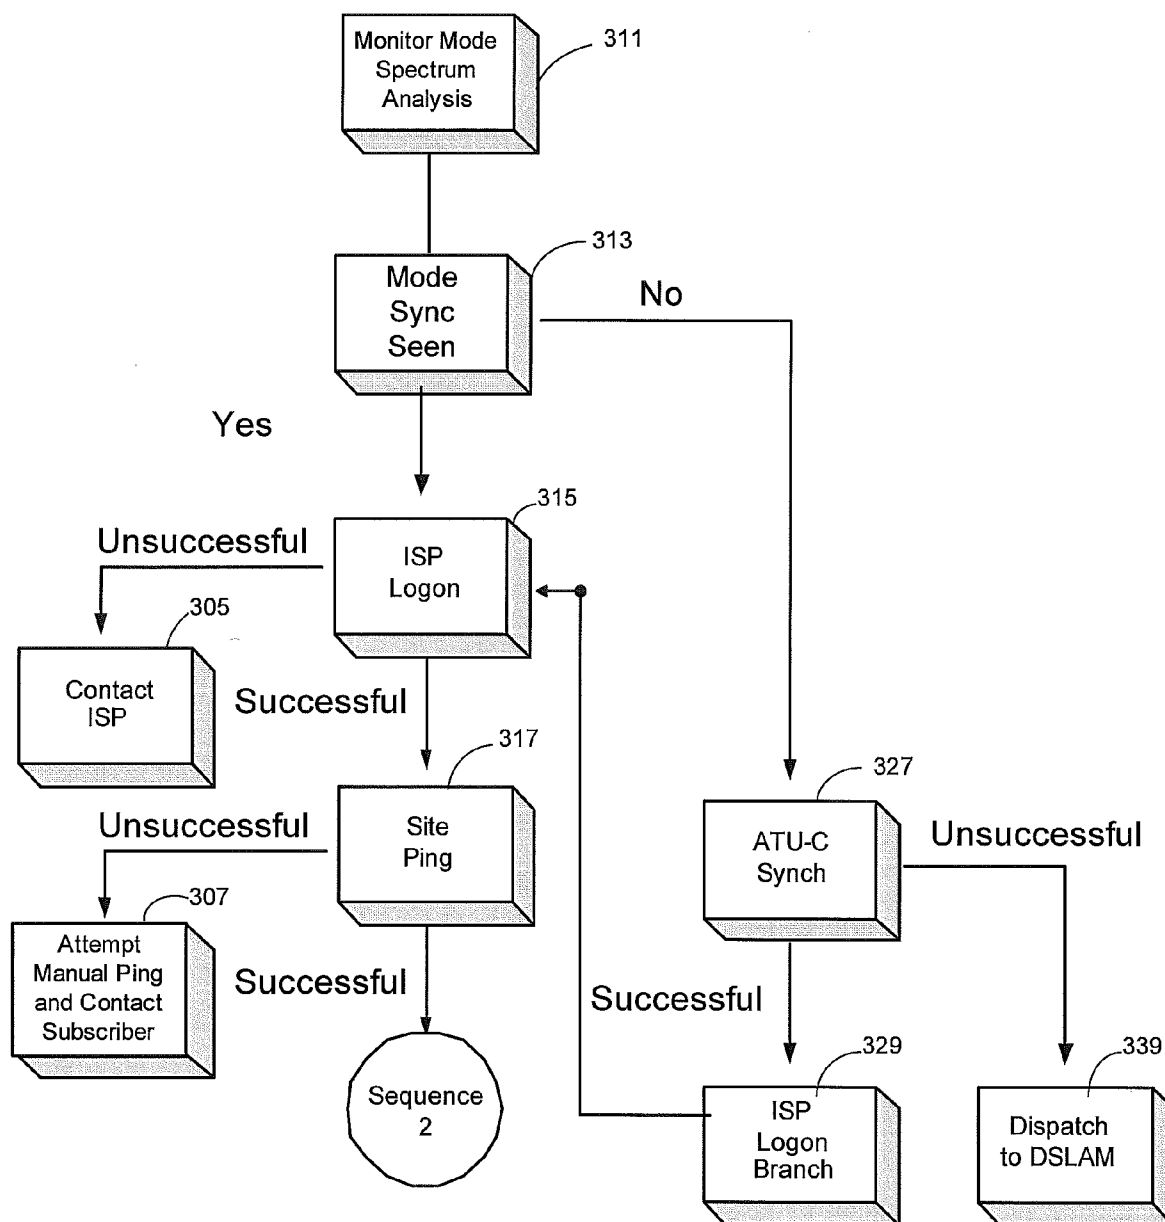 Monitor Mode
Spectrum
Analysis
311
313
Mode
Sync
Seen
No
Yes
315
Unsuccessful
ISP
Logon
305
Contact
ISP
Successful
317
327
Unsuccessful
Site
Ping
ATU-C
Synch
Unsuccessful
307
Attempt
Manual Ping
and Contact
Subscriber
Successful
Successful
329
339
Sequence
2
ISP
Logon
Branch
Dispatch
to DSLAM